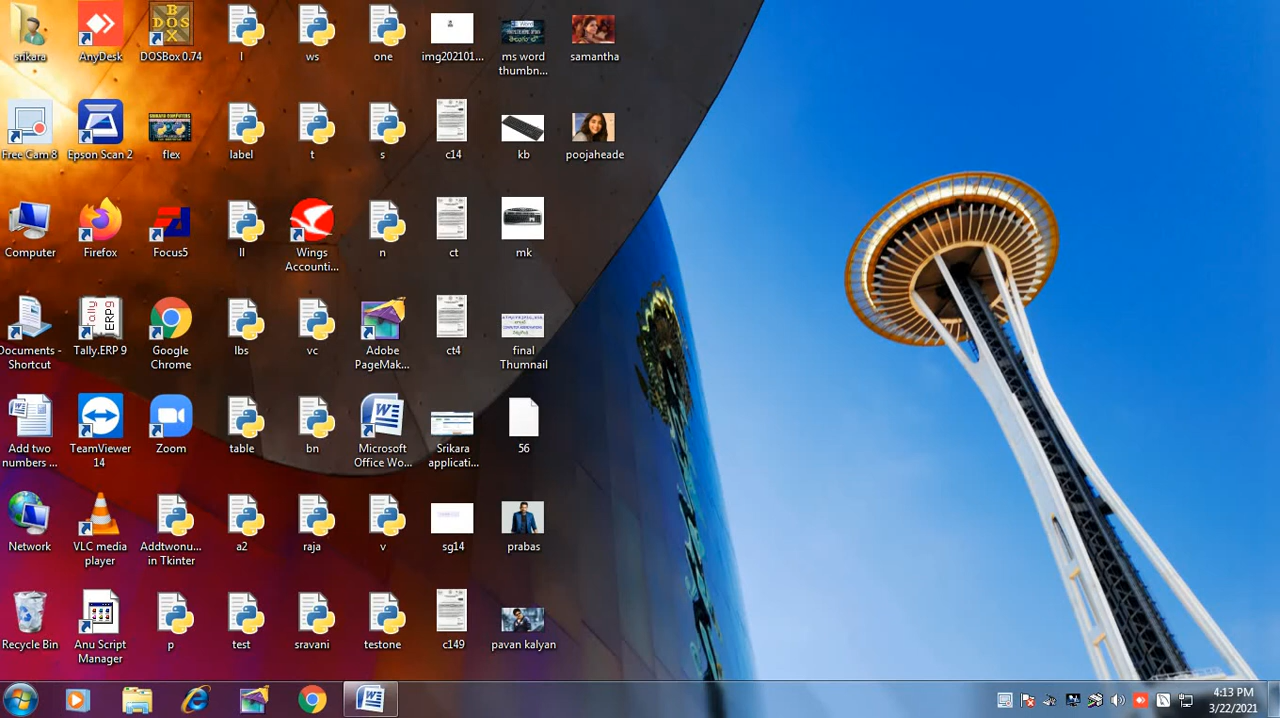 srikara
AnyDesk
DOSBox 0.74
l
ws
one
img202101...
ms word
thumbn...
samantha
Free Cam 8
Epson Scan 2
flex
label
t
s
c14
kb
poojaheade
Computer
Firefox
Focus5
ll
Wings
Accounti...
n
ct
mk
Documents -
Shortcut
Tally.ERP 9
Google
Chrome
lbs
vc
Adobe
PageMak...
ct4
final
Thumnail
Add two
numbers ...
TeamViewer
14
Zoom
table
bn
Microsoft
Office Wo...
Srikara
applicati...
56
Network
VLC media
player
Addtwonu...
in Tkinter
a2
raja
v
sg14
prabas
Recycle Bin
Anu Script
Manager
p
test
sravani
testone
c149
pavan kalyan
4:13 PM
3/22/2021